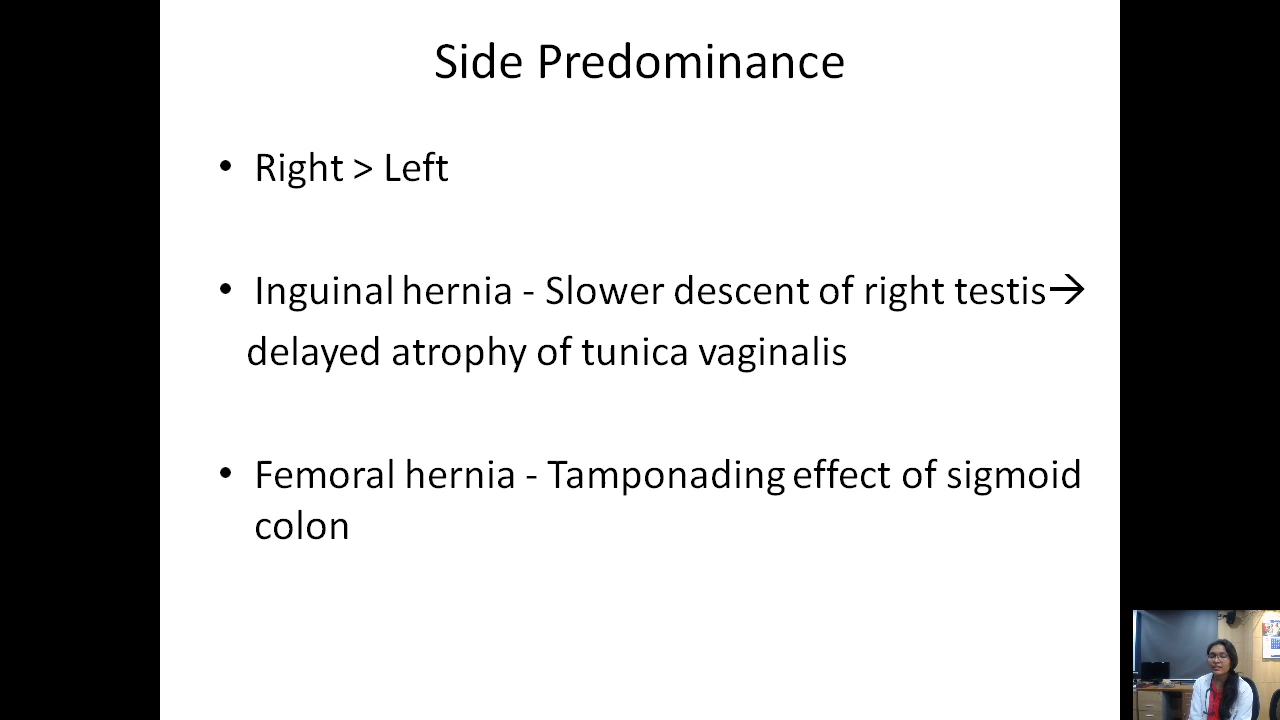 Side Predominance
• Right > Left
• Inguinal hernia - Slower descent of right testis→
delayed atrophy of tunica vaginalis
• Femoral hernia - Tamponading effect of sigmoid
colon